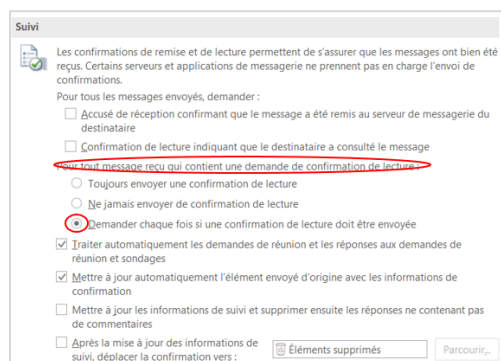 Suivi
Les confirmations de remise et de lecture permettent de s'assurer que les messages ont bien été
reçus. Certains serveurs et applications de messagerie ne prennent pas en charge l'envoi de
confirmations.
Pour tous les messages envoyés, demander :
Accusé de réception confirmant que le message a été remis au serveur de messagerie du
destinataire
Confirmation de lecture indiquant que le destinataire a consulté le message
Pour tout message reçu qui contient une demande de confirmation de lecture :
Toujours envoyer une confirmation de lecture
Ne jamais envoyer de confirmation de lecture
Demander chaque fois si une confirmation de lecture doit être envoyée
Traiter automatiquement les demandes de réunion et les réponses aux demandes de
réunion et sondages
Mettre à jour automatiquement l'élément envoyé d'origine avec les informations de
confirmation
Mettre à jour les informations de suivi et supprimer ensuite les réponses ne contenant pas
de commentaires
Après la mise à jour des informations de
suivi, déplacer la confirmation vers : Éléments supprimés Parcourir...